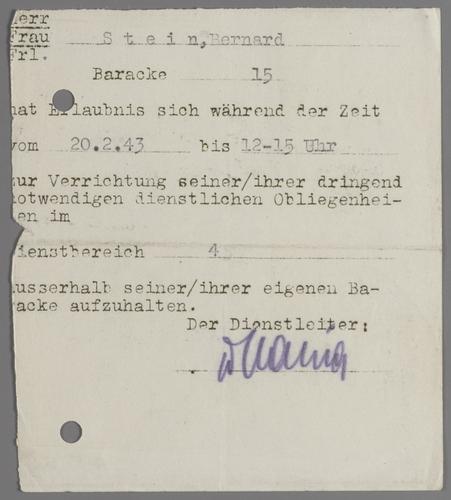 Herr
Frau S t e i n, Bernard
Frl.
Baracke 15
hat Erlaubnis sich während der Zeit
vom 20.2.43 bis 12-15 Uhr
zur Verrichtung seiner/ihrer dringend
notwendigen dienstlichen Obliegenhei-
ten im
Dienstbereich 4
ausserhalb seiner/ihrer eigenen Ba-
racke aufzuhalten.
Der Dienstleiter: